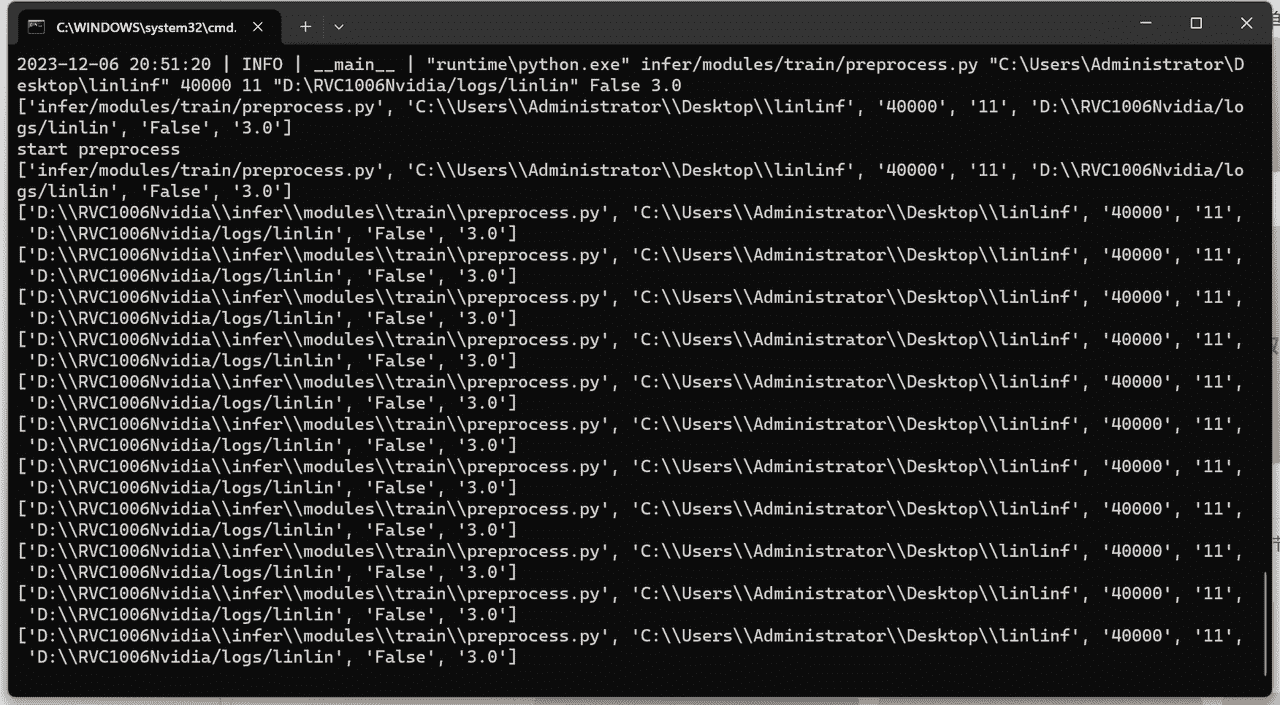 C:\WINDOWS\system32\cmd.
2023-12-06 20:51:20 | INFO | __main__ | "runtime\python.exe" infer/modules/train/preprocess.py "C:\Users\Administrator\D
esktop\linlinf" 40000 11 "D:\RVC1006Nvidia/logs/linlin" False 3.0
['infer/modules/train/preprocess.py', 'C:\\Users\\Administrator\\Desktop\\linlinf', '40000', '11', 'D:\\RVC1006Nvidia/lo
gs/linlin', 'False', '3.0']
start preprocess
['infer/modules/train/preprocess.py', 'C:\\Users\\Administrator\\Desktop\\linlinf', '40000', '11', 'D:\\RVC1006Nvidia/lo
gs/linlin', 'False', '3.0']
['D:\\RVC1006Nvidia\\infer\\modules\\train\\preprocess.py', 'C:\\Users\\Administrator\\Desktop\\linlinf', '40000', '11',
 'D:\\RVC1006Nvidia/logs/linlin', 'False', '3.0']
['D:\\RVC1006Nvidia\\infer\\modules\\train\\preprocess.py', 'C:\\Users\\Administrator\\Desktop\\linlinf', '40000', '11',
 'D:\\RVC1006Nvidia/logs/linlin', 'False', '3.0']
['D:\\RVC1006Nvidia\\infer\\modules\\train\\preprocess.py', 'C:\\Users\\Administrator\\Desktop\\linlinf', '40000', '11',
 'D:\\RVC1006Nvidia/logs/linlin', 'False', '3.0']
['D:\\RVC1006Nvidia\\infer\\modules\\train\\preprocess.py', 'C:\\Users\\Administrator\\Desktop\\linlinf', '40000', '11',
 'D:\\RVC1006Nvidia/logs/linlin', 'False', '3.0']
['D:\\RVC1006Nvidia\\infer\\modules\\train\\preprocess.py', 'C:\\Users\\Administrator\\Desktop\\linlinf', '40000', '11',
 'D:\\RVC1006Nvidia/logs/linlin', 'False', '3.0']
['D:\\RVC1006Nvidia\\infer\\modules\\train\\preprocess.py', 'C:\\Users\\Administrator\\Desktop\\linlinf', '40000', '11',
 'D:\\RVC1006Nvidia/logs/linlin', 'False', '3.0']
['D:\\RVC1006Nvidia\\infer\\modules\\train\\preprocess.py', 'C:\\Users\\Administrator\\Desktop\\linlinf', '40000', '11',
 'D:\\RVC1006Nvidia/logs/linlin', 'False', '3.0']
['D:\\RVC1006Nvidia\\infer\\modules\\train\\preprocess.py', 'C:\\Users\\Administrator\\Desktop\\linlinf', '40000', '11',
 'D:\\RVC1006Nvidia/logs/linlin', 'False', '3.0']
['D:\\RVC1006Nvidia\\infer\\modules\\train\\preprocess.py', 'C:\\Users\\Administrator\\Desktop\\linlinf', '40000', '11',
 'D:\\RVC1006Nvidia/logs/linlin', 'False', '3.0']
['D:\\RVC1006Nvidia\\infer\\modules\\train\\preprocess.py', 'C:\\Users\\Administrator\\Desktop\\linlinf', '40000', '11',
 'D:\\RVC1006Nvidia/logs/linlin', 'False', '3.0']
['D:\\RVC1006Nvidia\\infer\\modules\\train\\preprocess.py', 'C:\\Users\\Administrator\\Desktop\\linlinf', '40000', '11',
 'D:\\RVC1006Nvidia/logs/linlin', 'False', '3.0']